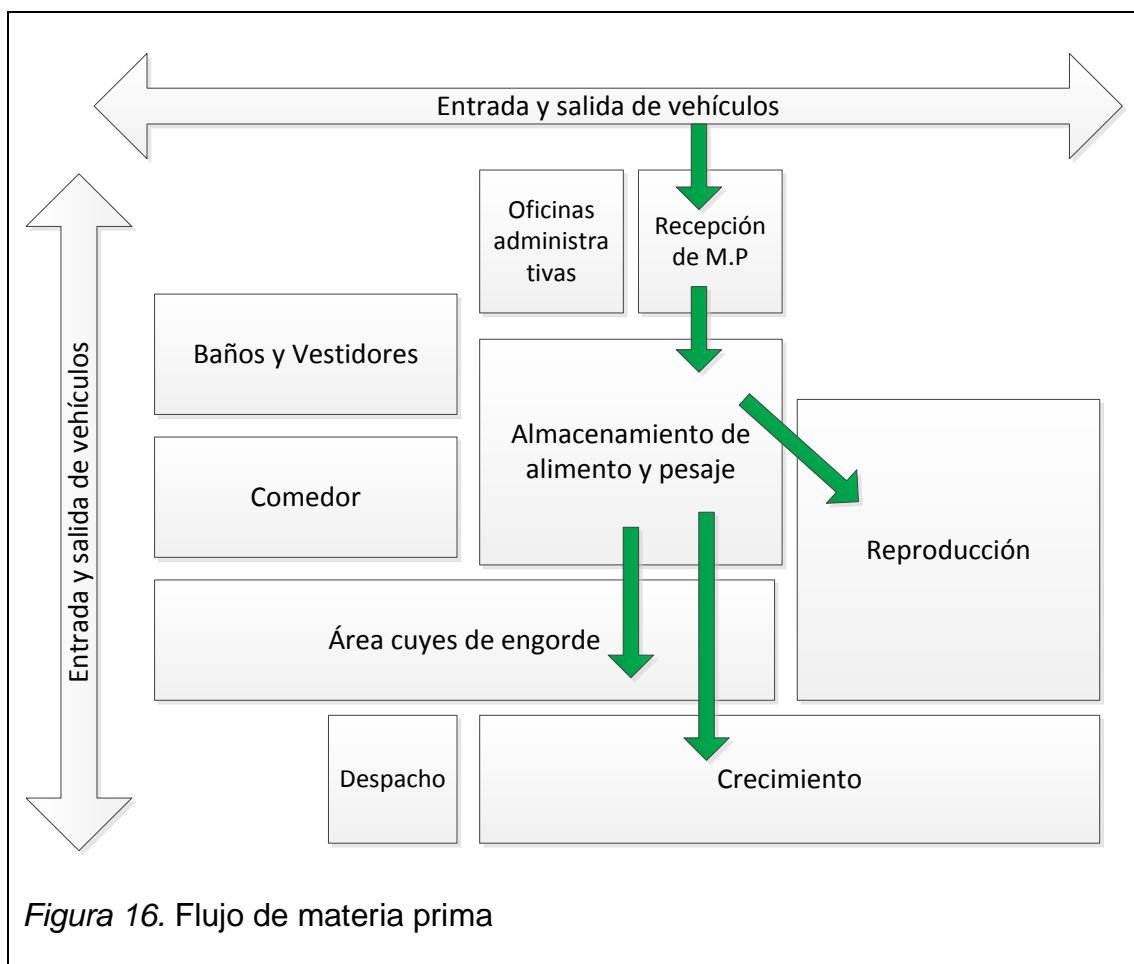 Entrada y salida de vehículos
Entrada y salida de vehículos
Oficinas
administra
tivas
Recepción
de M.P
Baños y Vestidores
Almacenamiento de
alimento y pesaje
Comedor
Reproducción
Área cuyes de engorde
Despacho
Crecimiento
Figura 16. Flujo de materia prima